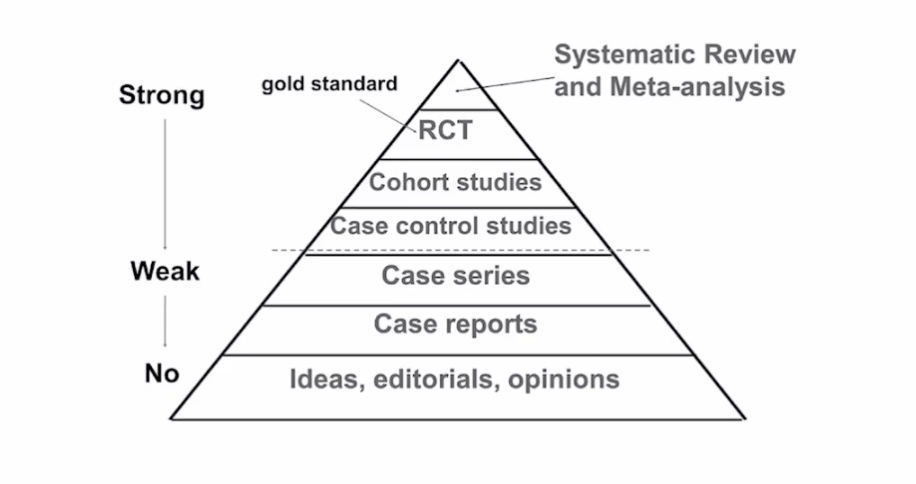 Systematic Review
and Meta-analysis
gold standard
Strong
RCT
Cohort studies
Case control studies
Weak
Case series
Case reports
No
Ideas, editorials, opinions